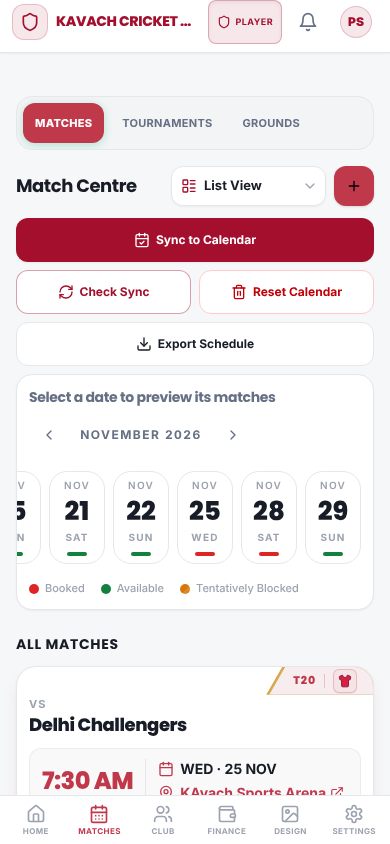 KAVACH CRICKET ...
PLAYER
PS
MATCHES
TOURNAMENTS
GROUNDS
Match Centre
List View
Sync to Calendar
Check Sync
Reset Calendar
Export Schedule
Select a date to preview its matches
NOVEMBER 2026
NOV
NOV
NOV
NOV
NOV
21
22
25
28
29
SAT
SUN
WED
SAT
SUN
Booked
Available
Tentatively Blocked
ALL MATCHES
T20
VS
Delhi Challengers
7:30 AM
WED · 25 NOV
KAvach Sports Arena
HOME
MATCHES
CLUB
FINANCE
DESIGN
SETTINGS